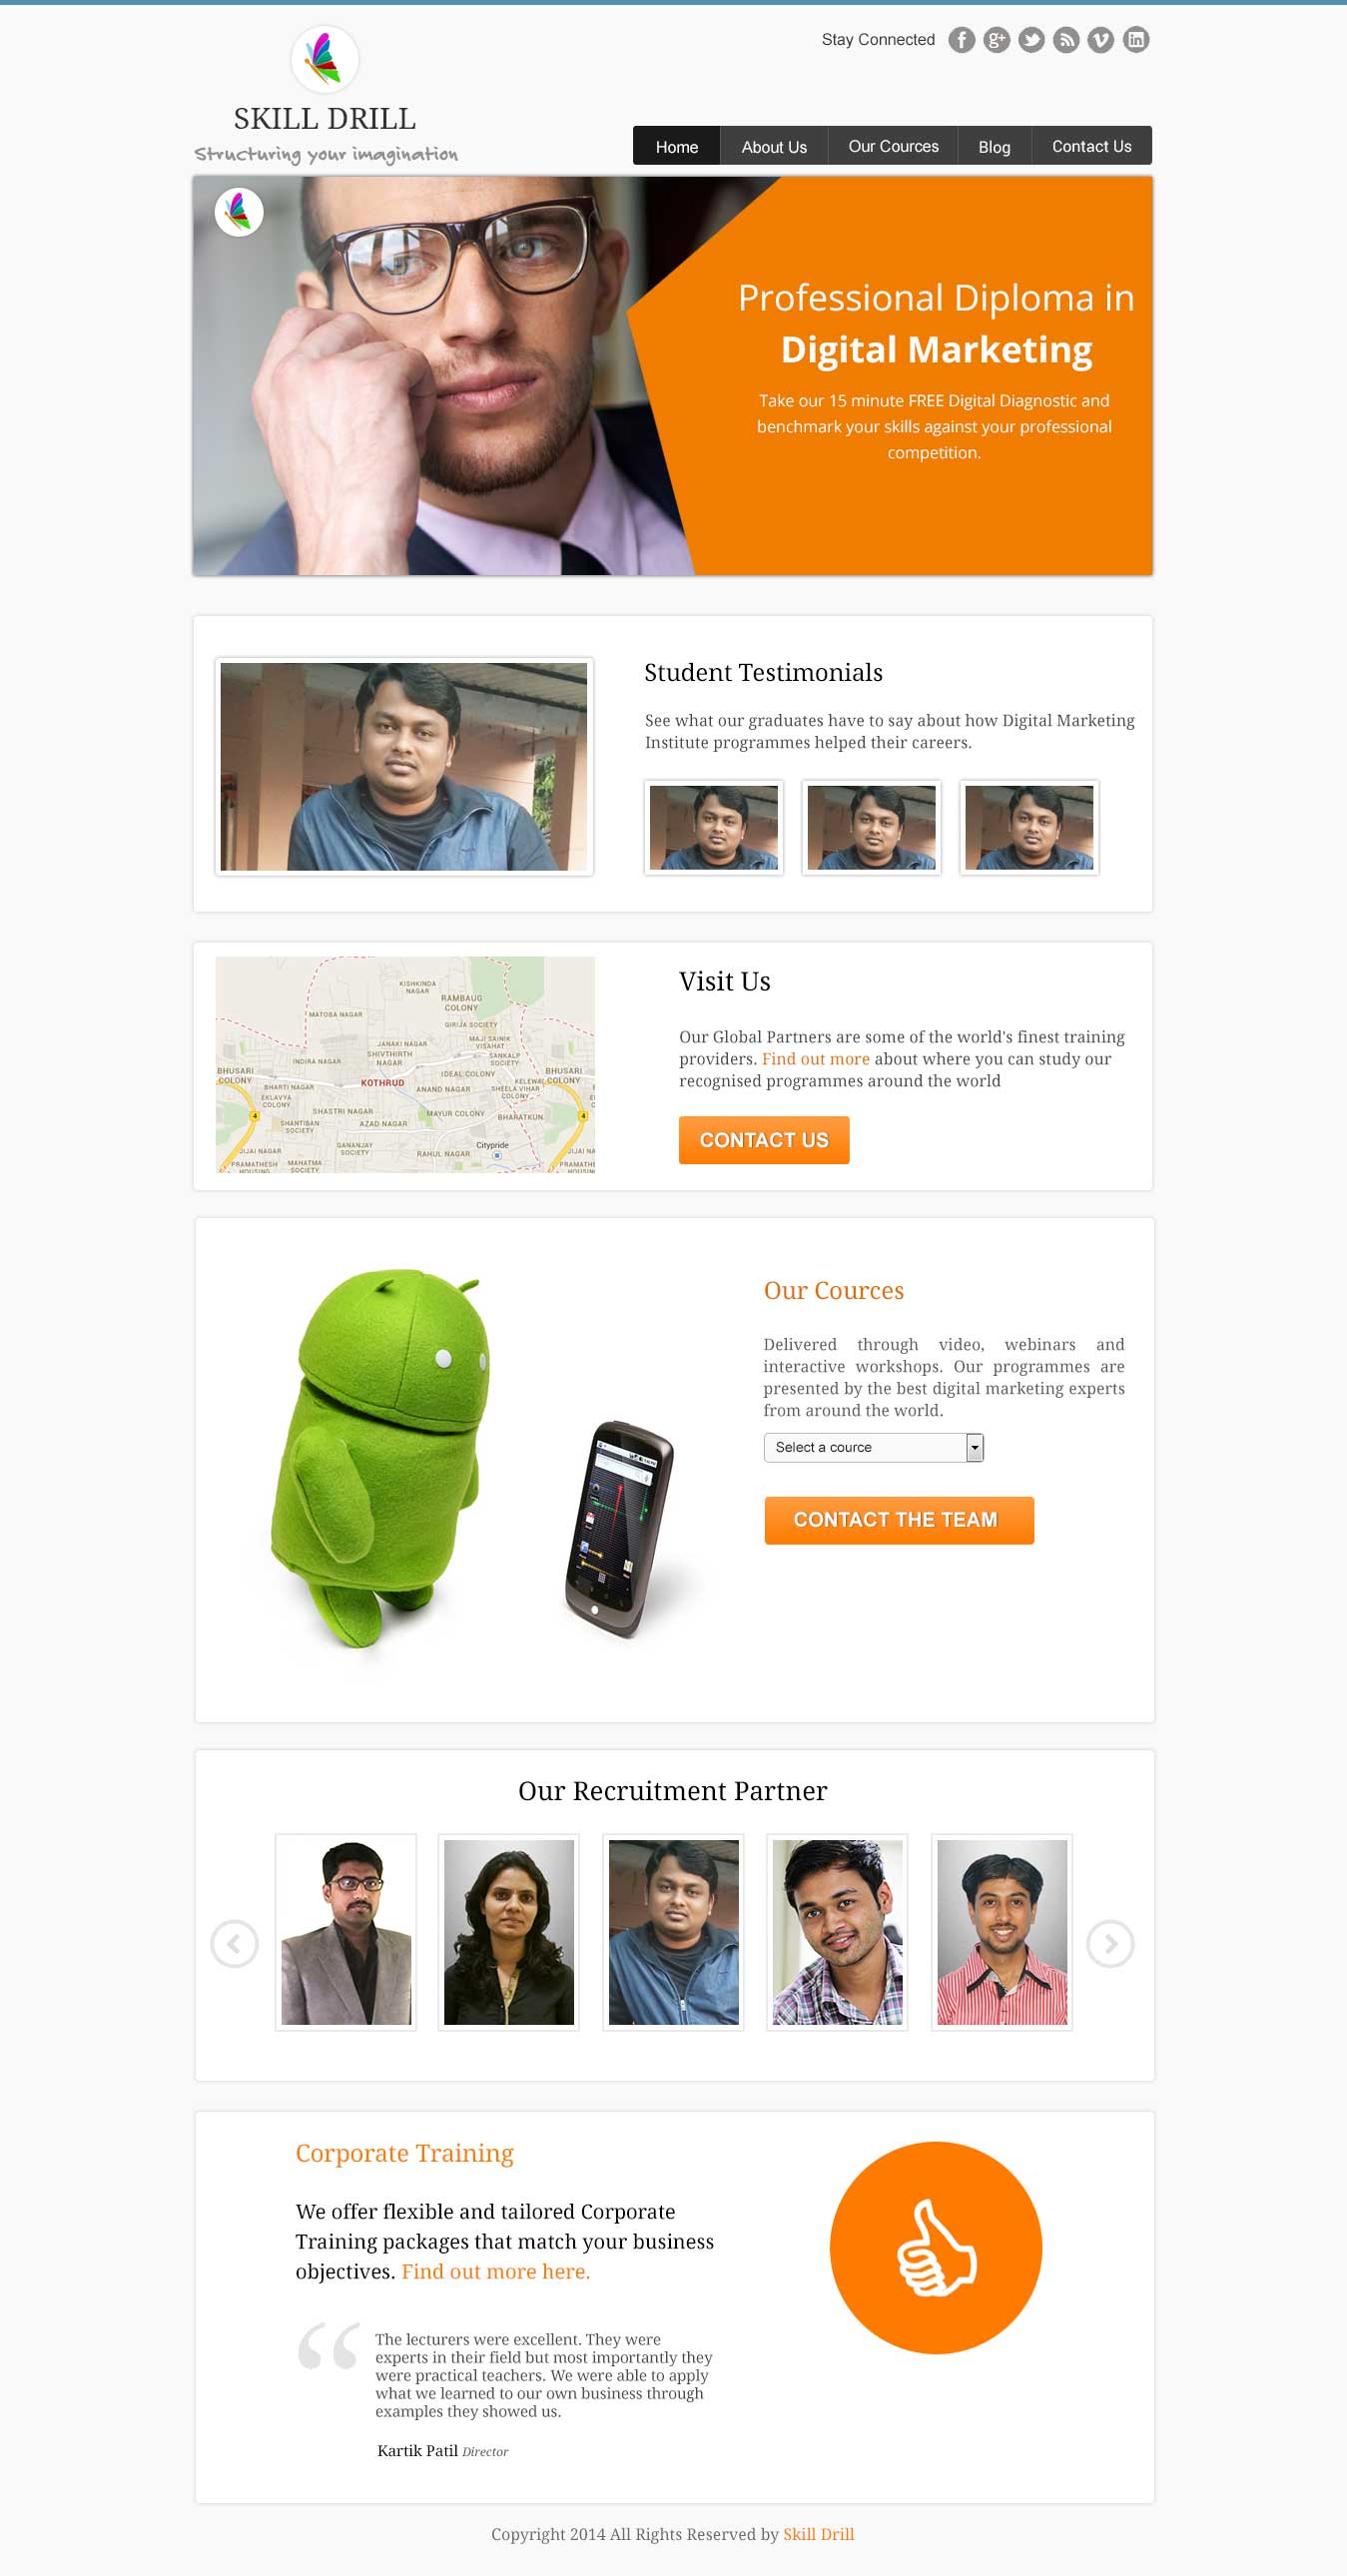 Stay Connected
SKILL DRILL
Structuring your imagination
Home
About Us
Our Cources
Blog
Contact Us
Professional Diploma in
Digital Marketing
Take our 15 minute FREE Digital Diagnostic and
benchmark your skills against your professional
competition.
Student Testimonials
See what our graduates have to say about how Digital Marketing
Institute programmes helped their careers.
KISHKINDA
NAGAR
RAMBAUG
COLONY
MATOBA NAGAR
GIRIJA SOCIETY
JANAKI NAGAR
MAJI SAINIK
VISAHAT
SHIVTHIRTH
NAGAR
SANKALP
SOCIETY
INDIRA NAGAR
BHUSARI
COLONY
IDEAL COLONY
BHUSARI
COLONY
BHARTI NAGAR
KOTHRUD
ANAND NAGAR
SHEELA VIHAR
COLONY
EKLAVYA
COLONY
4
SHASTRI NAGAR
MAYUR COLONY
BHARATKUN
4
SHANTIBAN
SOCIETY
AZAD NAGAR
GANANJAY
SOCIETY
Citypride
RAHUL NAGAR
MAHATMA
SOCIETY
Visit Us
Our Global Partners are some of the world's finest training
providers. Find out more about where you can study our
recognised programmes around the world
CONTACT US
Our Cources
Delivered through video, webinars and
interactive workshops. Our programmes are
presented by the best digital marketing experts
from around the world.
Select a cource
CONTACT THE TEAM
Our Recruitment Partner
Corporate Training
We offer flexible and tailored Corporate
Training packages that match your business
objectives. Find out more here.
“ The lecturers were excellent. They were
experts in their field but most importantly they
were practical teachers. We were able to apply
what we learned to our own business through
examples they showed us.
Kartik Patil Director
Copyright 2014 All Rights Reserved by Skill Drill